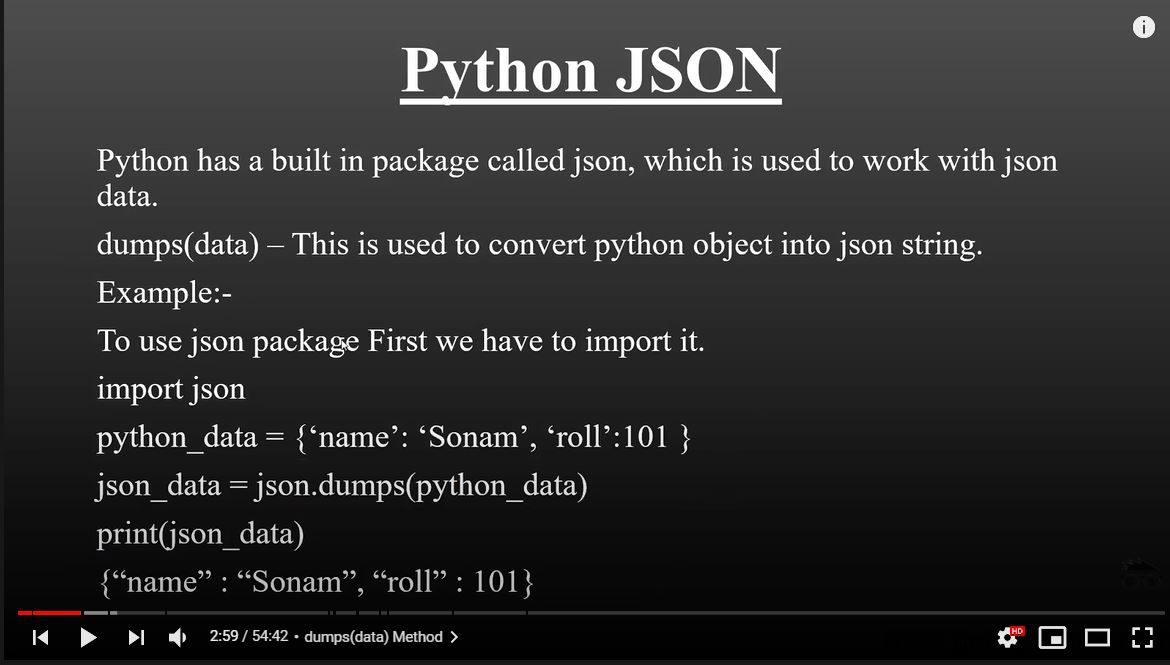 Python JSON
Python has a built in package called json, which is used to work with json
data.
dumps(data) – This is used to convert python object into json string.
Example:-
To use json package First we have to import it.
import json
python_data = {‘name’: ‘Sonam’, ‘roll’:101 }
json_data = json.dumps(python_data)
print(json_data)
{“name” : “Sonam”, “roll” : 101}
2:59 / 54:42 • dumps(data) Method
HD